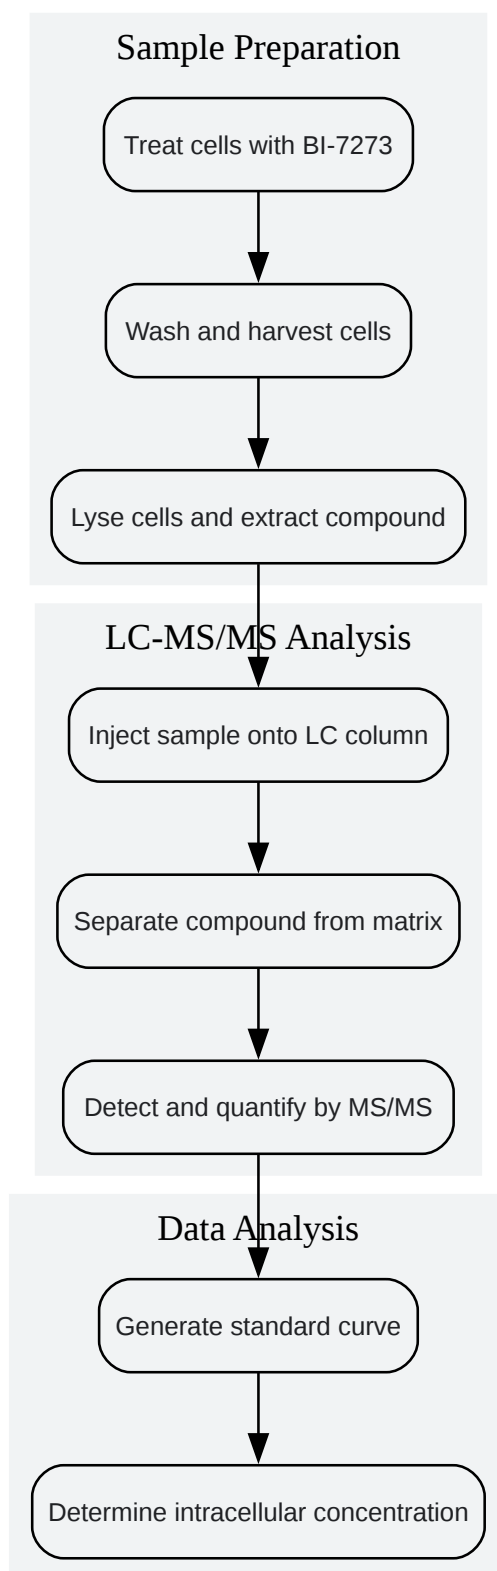 Sample Preparation
Treat cells with BI-7273
Wash and harvest cells
Lyse cells and extract compound
LC-MS/MS Analysis
Inject sample onto LC column
Separate compound from matrix
Detect and quantify by MS/MS
Data Analysis
Generate standard curve
Determine intracellular concentration